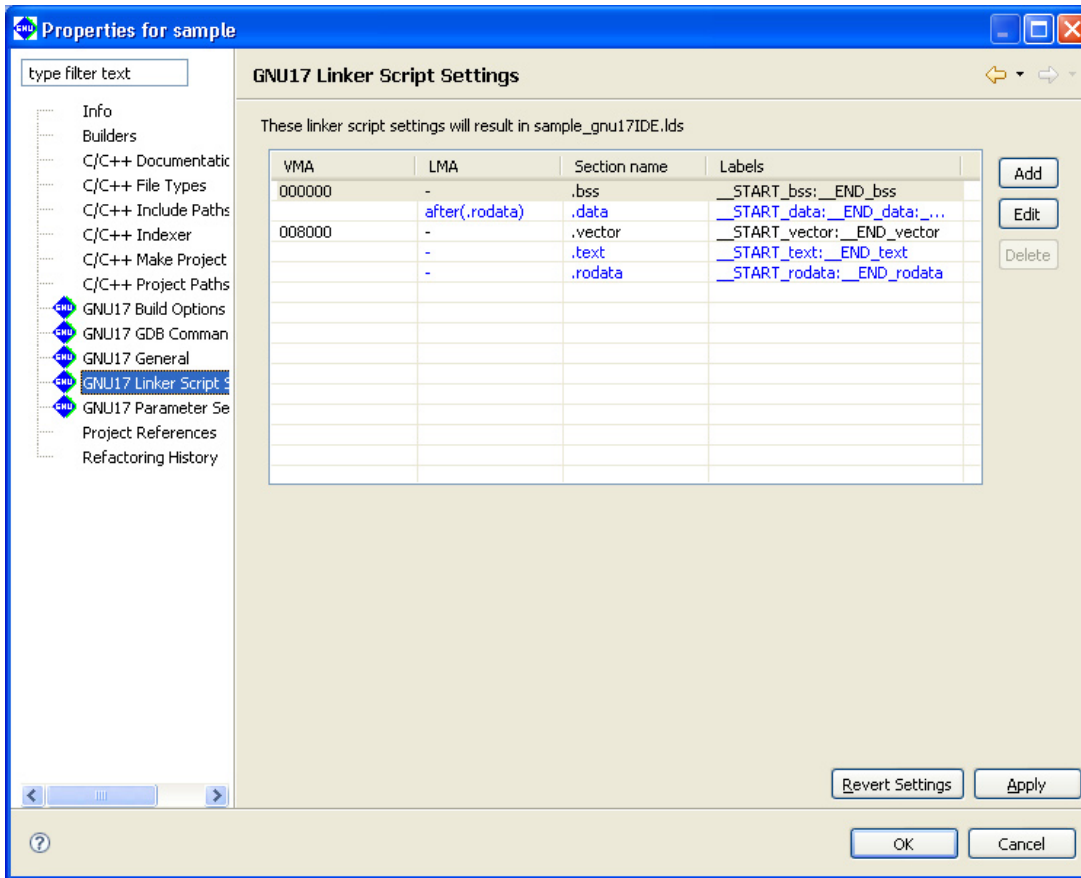 Properties for sample
type filter text
GNU17 Linker Script Settings
Info
Builders
C/C++ Documentatic
C/C++ File Types
C/C++ Include Paths
C/C++ Indexer
C/C++ Make Project
C/C++ Project Paths
GNU17 Build Options
GNU17 GDB Comman
GNU17 General
GNU17 Linker Script S
GNU17 Parameter Se
Project References
Refactoring History
These linker script settings will result in sample_gnu17IDE.lds
VMA LMA Section name Labels
000000 - .bss __START_bss:__END_bss
after(.rodata) .data __START_data:__END_data:_...
008000 - .vector __START_vector:__END_vector
- .text __START_text:__END_text
- .rodata __START_rodata:__END_rodata
Add
Edit
Delete
Revert Settings Apply
OK Cancel